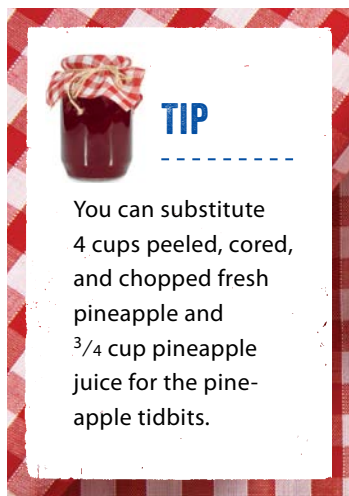 TIP
You can substitute
4 cups peeled, cored,
and chopped fresh
pineapple and
3/4 cup pineapple
juice for the pine-
apple tidbits.